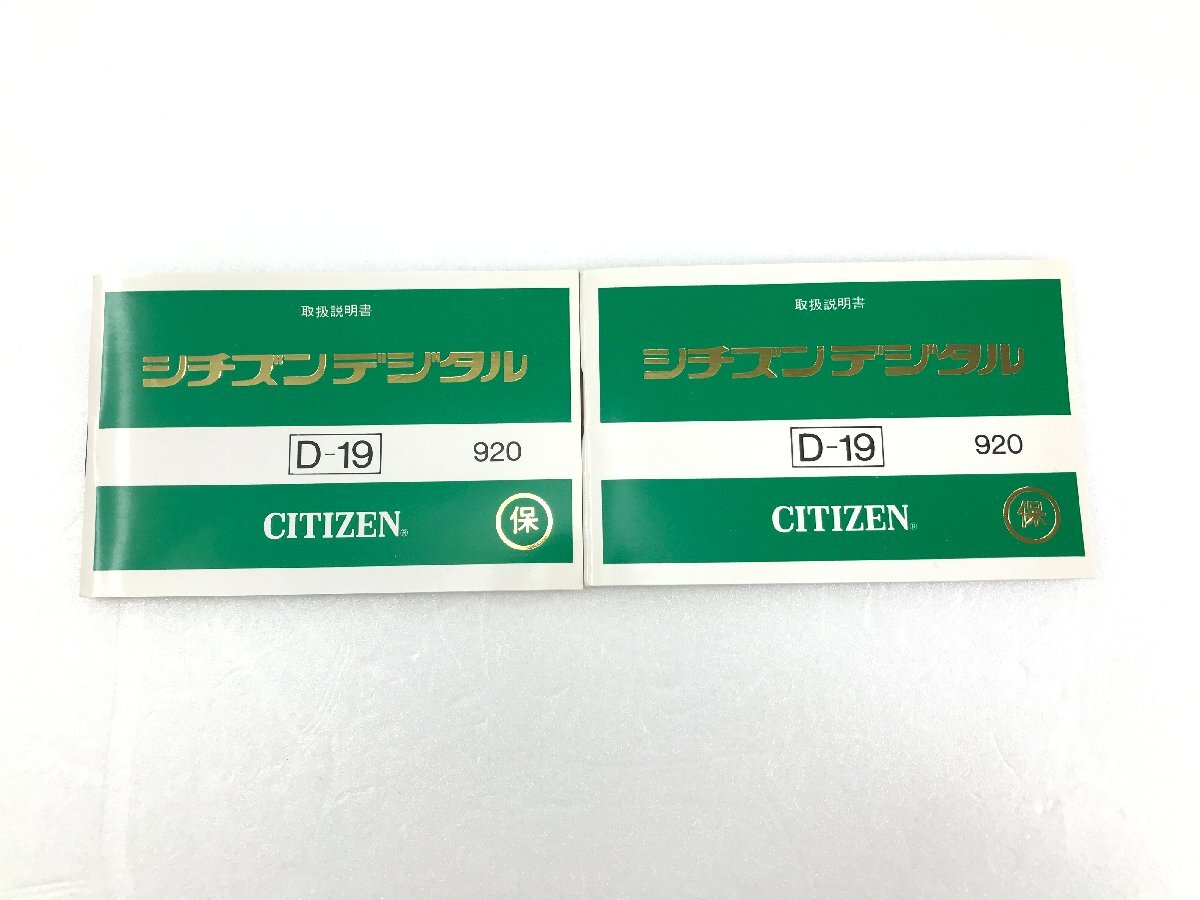 取扱説明書
シチズンデジタル
D-19 920
CITIZEN®
保
取扱説明書
シチズンデジタル
D-19 920
CITIZEN®
保